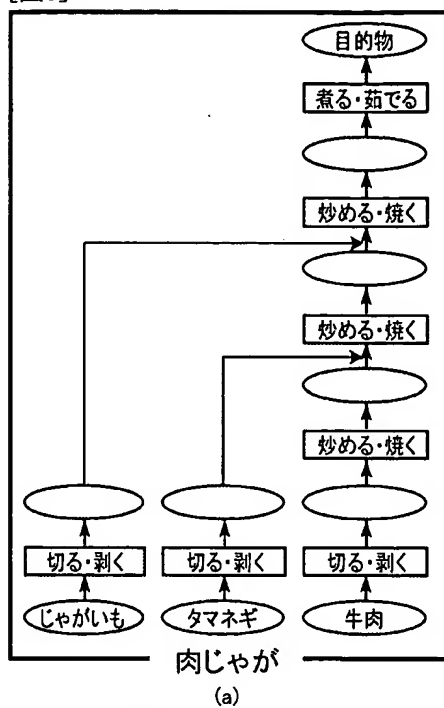 目的物
煮る・茹でる
炒める・焼く
炒める・焼く
炒める・焼く
切る・剥く 切る・剥く 切る・剥く
じゃがいも タマネギ 牛肉
肉じゃが
(a)